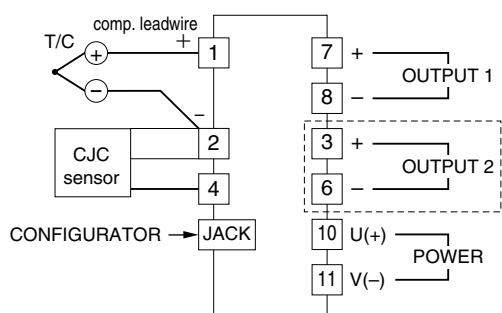 comp. leadwire
T/C
+
+
1
−
−
2
CJC
sensor
4
CONFIGURATOR
JACK
7
+
OUTPUT 1
8
−
3
+
OUTPUT 2
6
−
10
U(+)
POWER
11
V(−)